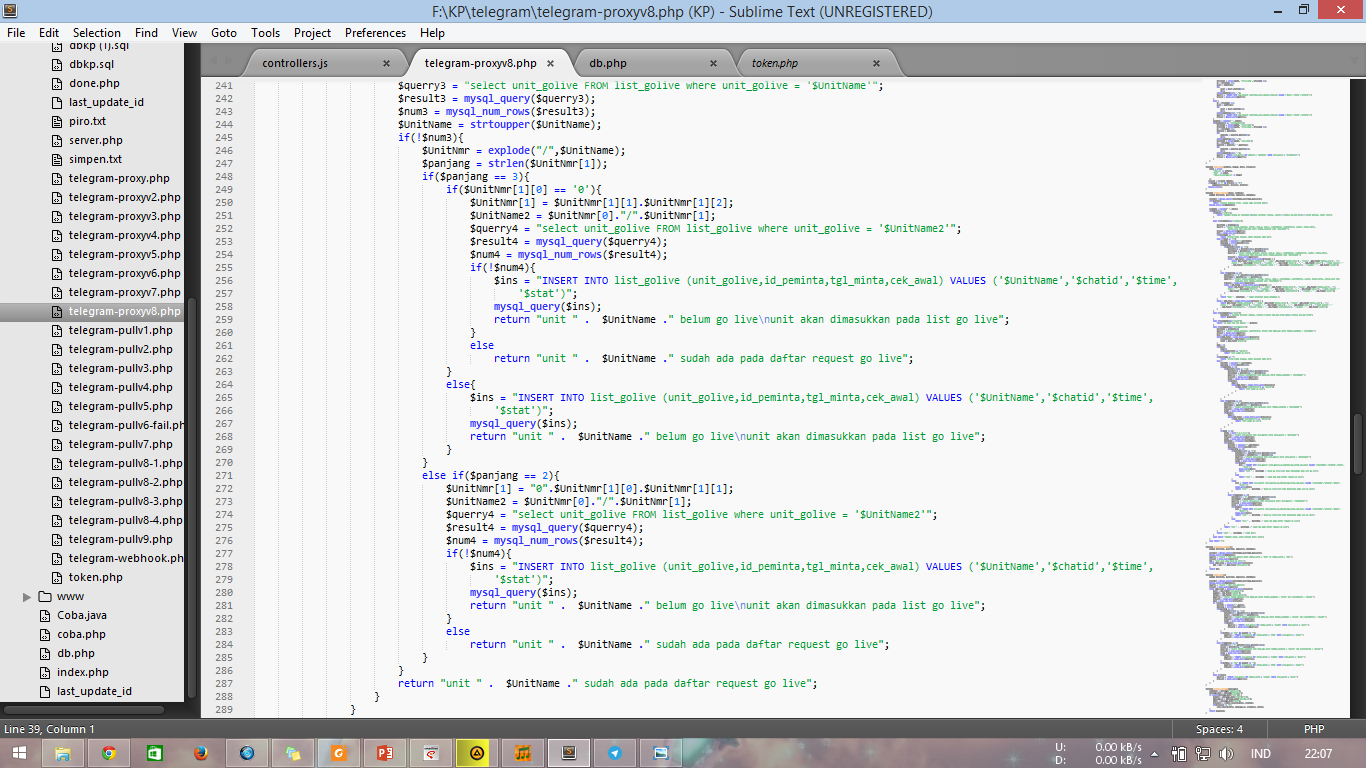 F:\KP\telegram\telegram-proxyv8.php (KP) - Sublime Text (UNREGISTERED)
File Edit Selection Find View Goto Tools Project Preferences Help
dbkp (1).sql
dbkp.sql
done.php
last_update_id
piro.txt
server.php
simpen.txt
telegram-proxy.php
telegram-proxyv2.php
telegram-proxyv3.php
telegram-proxyv4.php
telegram-proxyv5.php
telegram-proxyv6.php
telegram-proxyv7.php
telegram-proxyv8.php
telegram-pullv1.php
telegram-pullv2.php
telegram-pullv3.php
telegram-pullv4.php
telegram-pullv5.php
telegram-pullv6-fail.ph
telegram-pullv7.php
telegram-pullv8-1.php
telegram-pullv8-2.php
telegram-pullv8-3.php
telegram-pullv8-4.php
telegram-pullv9.php
telegram-webhook.ph
token.php
www
Coba.java
coba.php
db.php
index.php
last_update_id
controllers.js × telegram-proxyv8.php × db.php × token.php ×
241 $querry3 = "select unit_golive FROM list_golive where unit_golive = '$UnitName'";
242 $result3 = mysql_query($querry3);
243 $num3 = mysql_num_rows($result3);
244 $UnitName = strtoupper($UnitName);
245 if(!$num3){
246 $UnitNmr = explode("/",$UnitName);
247 $panjang = strlen($UnitNmr[1]);
248 if($panjang == 3){
249 if($UnitNmr[1][0] == '0'){
250 $UnitNmr[1] = $UnitNmr[1][1].$UnitNmr[1][2];
251 $UnitName2 = $UnitNmr[0]."/".$UnitNmr[1];
252 $querry4 = "select unit_golive FROM list_golive where unit_golive = '$UnitName2'";
253 $result4 = mysql_query($querry4);
254 $num4 = mysql_num_rows($result4);
255 if(!$num4){
256 $ins = "INSERT INTO list_golive (unit_golive,id_peminta,tgl_minta,cek_awal) VALUES ('$UnitName','$chatid','$time',
257 '$stat')";
258 mysql_query($ins);
259 return "unit " . $UnitName ." belum go live\nunit akan dimasukkan pada list go live";
260 }
261 else
262 return "unit " . $UnitName ." sudah ada pada daftar request go live";
263 }
264 else{
265 $ins = "INSERT INTO list_golive (unit_golive,id_peminta,tgl_minta,cek_awal) VALUES ('$UnitName','$chatid','$time',
266 '$stat')";
267 mysql_query($ins);
268 return "unit " . $UnitName ." belum go live\nunit akan dimasukkan pada list go live";
269 }
270 }
271 else if($panjang == 2){
272 $UnitNmr[1] = "0".$UnitNmr[1][0].$UnitNmr[1][1];
273 $UnitName2 = $UnitNmr[0]."/".$UnitNmr[1];
274 $querry4 = "select unit_golive FROM list_golive where unit_golive = '$UnitName2'";
275 $result4 = mysql_query($querry4);
276 $num4 = mysql_num_rows($result4);
277 if(!$num4){
278 $ins = "INSERT INTO list_golive (unit_golive,id_peminta,tgl_minta,cek_awal) VALUES ('$UnitName','$chatid','$time',
279 '$stat')";
280 mysql_query($ins);
281 return "unit " . $UnitName ." belum go live\nunit akan dimasukkan pada list go live";
282 }
283 else
284 return "unit " . $UnitName ." sudah ada pada daftar request go live";
285 }
286 }
287 return "unit " . $UnitName ." sudah ada pada daftar request go live";
288 }
289 }
Line 39, Column 1 Spaces: 4 PHP
U: 0.00 kB/s
D: 0.00 kB/s
IND 22:07